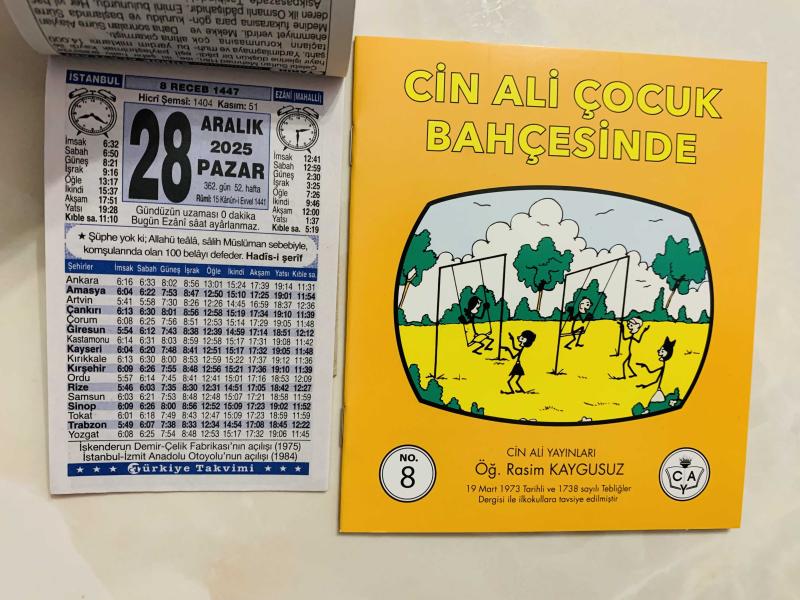 İSTANBUL
8 RECEB 1447
Hicrî Şemsî: 1404 Kasım: 51
EZÂNÎ (MAHALLÎ)
28
ARALIK
2025
PAZAR
362. gün 52. hafta
Rûmî: 15 Kânûn-i Evvel 1441
İmsak 6:32
Sabah 6:50
Güneş 8:21
İşrak 9:16
Öğle 13:17
İkindi 15:37
Akşam 17:51
Yatsı 19:28
Kıble sa. 11:10
İmsak 12:41
Sabah 12:59
Güneş 2:30
İşrak 3:25
Öğle 7:26
İkindi 9:46
Akşam 12:00
Yatsı 1:37
Kıble sa. 5:19
Gündüzün uzaması 0 dakika
Bugün Ezânî sâat ayârlanmaz.
★ Şüphe yok ki; Allahü teâlâ, sâlih Müslüman sebebiyle,
komşularında olan 100 belâyı defeder. Hadîs-i şerîf
Şehirler İmsak Sabah Güneş İşrak Öğle İkindi Akşam Yatsı Kıble sa.
Ankara 6:16 6:33 8:02 8:56 13:01 15:24 17:39 19:14 11:31
Amasya 6:04 6:22 7:53 8:47 12:50 15:10 17:25 19:01 11:54
Artvin 5:41 5:58 7:30 8:26 12:26 14:45 16:59 18:37 12:36
Çankırı 6:13 6:30 8:01 8:56 12:58 15:19 17:34 19:10 11:39
Çorum 6:08 6:25 7:56 8:51 12:53 15:14 17:29 19:05 11:48
Giresun 5:54 6:12 7:43 8:38 12:39 14:59 17:14 18:51 12:12
Kastamonu 6:14 6:31 8:03 8:59 12:58 15:17 17:31 19:08 11:42
Kayseri 6:04 6:20 7:48 8:41 12:51 15:17 17:32 19:05 11:48
Kırıkkale 6:13 6:30 8:00 8:53 12:59 15:22 17:37 19:12 11:36
Kırşehir 6:09 6:26 7:55 8:48 12:56 15:21 17:36 19:10 11:39
Ordu 5:57 6:14 7:45 8:41 12:41 15:01 17:16 18:53 12:09
Rize 5:46 6:03 7:35 8:30 12:31 14:51 17:05 18:42 12:27
Samsun 6:03 6:21 7:53 8:48 12:48 15:07 17:21 18:58 11:59
Sinop 6:09 6:26 8:00 8:56 12:52 15:09 17:23 19:02 11:52
Tokat 6:01 6:18 7:49 8:43 12:47 15:09 17:23 18:59 11:59
Trabzon 5:49 6:07 7:38 8:33 12:34 14:54 17:08 18:45 12:22
Yozgat 6:08 6:25 7:54 8:48 12:53 15:17 17:32 19:06 11:45
İskenderun Demir-Çelik Fabrikası'nın açılışı (1975)
İstanbul-İzmit Anadolu Otoyolu'nun açılışı (1984)
★ ★ ★ Türkiye Takvimi ★ ★ ★
CİN ALİ ÇOCUK
BAHÇESİNDE
NO.
8
CİN ALİ YAYINLARI
Öğ. Rasim KAYGUSUZ
19 Mart 1973 Tarihli ve 1738 sayılı Tebliğler
Dergisi ile ilkokullara tavsiye edilmiştir
C A
Y